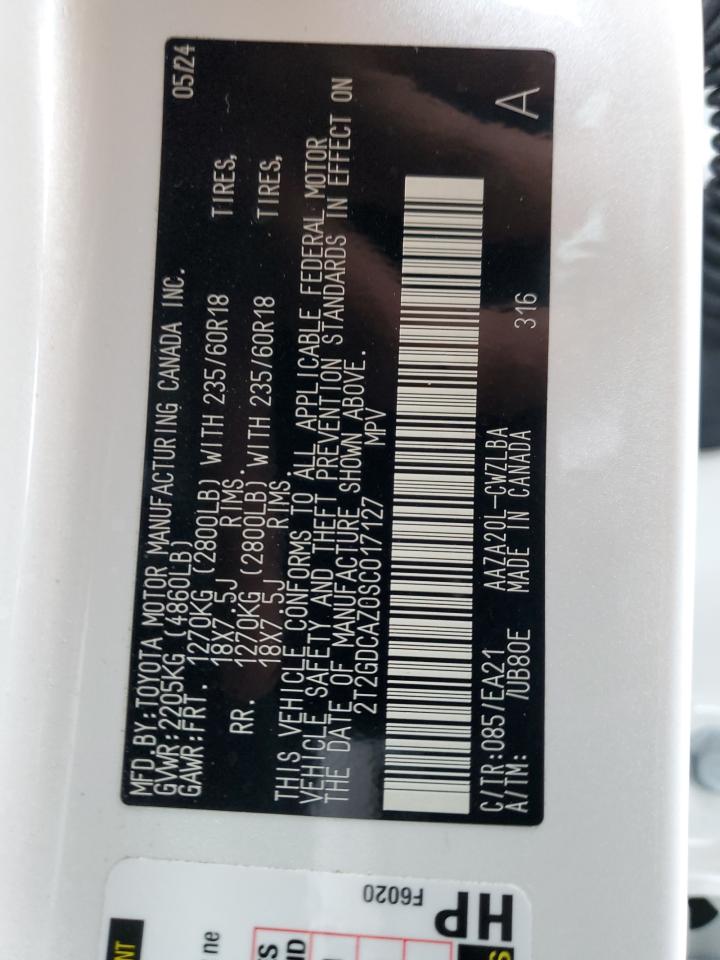 MFD.BY:TOYOTA MOTOR MANUFACTURING CANADA INC. 05/24
GVWR:2205KG (4860LB)
GAWR:FRT. 1270KG (2800LB) WITH 235/60R18 TIRES,
18X7.5J RIMS.
RR. 1270KG (2800LB) WITH 235/60R18 TIRES,
18X7.5J RIMS.
THIS VEHICLE CONFORMS TO ALL APPLICABLE FEDERAL MOTOR
VEHICLE SAFETY AND THEFT PREVENTION STANDARDS IN EFFECT ON
THE DATE OF MANUFACTURE SHOWN ABOVE.
2T2GDCAZ0SC017127 MPV
C/TR:085/EA21 AAZA20L-CWZLBA
A/TM: /UB80E MADE IN CANADA 316 A
HP
F6020
NT
ne